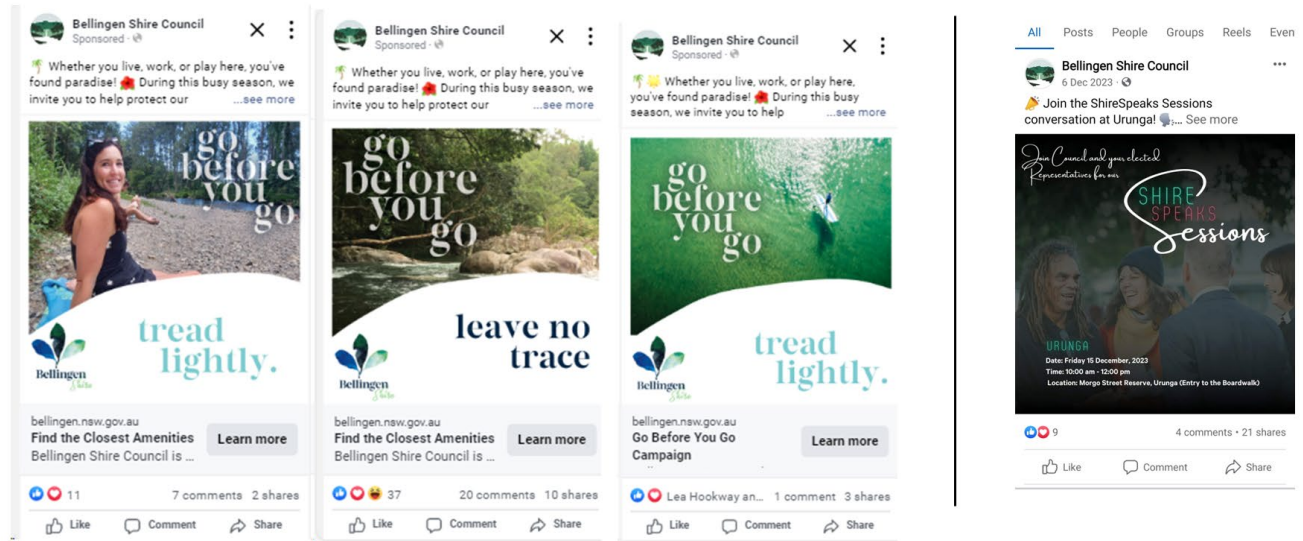 Bellingen Shire Council
Sponsored ·
Whether you live, work, or play here, you've
found paradise! During this busy season, we
invite you to help protect our ...see more
go
before
you
go
tread
lightly.
Bellingen
Shire
bellingen.nsw.gov.au
Find the Closest Amenities
Bellingen Shire Council is ...
Learn more
11
7 comments 2 shares
Like Comment Share
Bellingen Shire Council
Sponsored ·
Whether you live, work, or play here, you've
found paradise! During this busy season, we
invite you to help protect our ...see more
go
before
you
go
leave no
trace
Bellingen
Shire
bellingen.nsw.gov.au
Find the Closest Amenities
Bellingen Shire Council is ...
Learn more
37
20 comments 10 shares
Like Comment Share
Bellingen Shire Council
Sponsored ·
Whether you live, work, or play here,
you've found paradise! During this busy
season, we invite you to help ...see more
go
before
you
go
tread
lightly.
Bellingen
Shire
bellingen.nsw.gov.au
Go Before You Go
Campaign
Learn more
Lea Hookway an... 1 comment 3 shares
Like Comment Share
All Posts People Groups Reels Even
Bellingen Shire Council
6 Dec 2023 ·
Join the ShireSpeaks Sessions
conversation at Urunga! ... See more
Join Council and your elected
Representatives for our
SHIRE
SPEAKS
Sessions
URUNGA
Date: Friday 15 December, 2023
Time: 10:00 am - 12:00 pm
Location: Morgo Street Reserve, Urunga (Entry to the Boardwalk)
9
4 comments • 21 shares
Like Comment Share